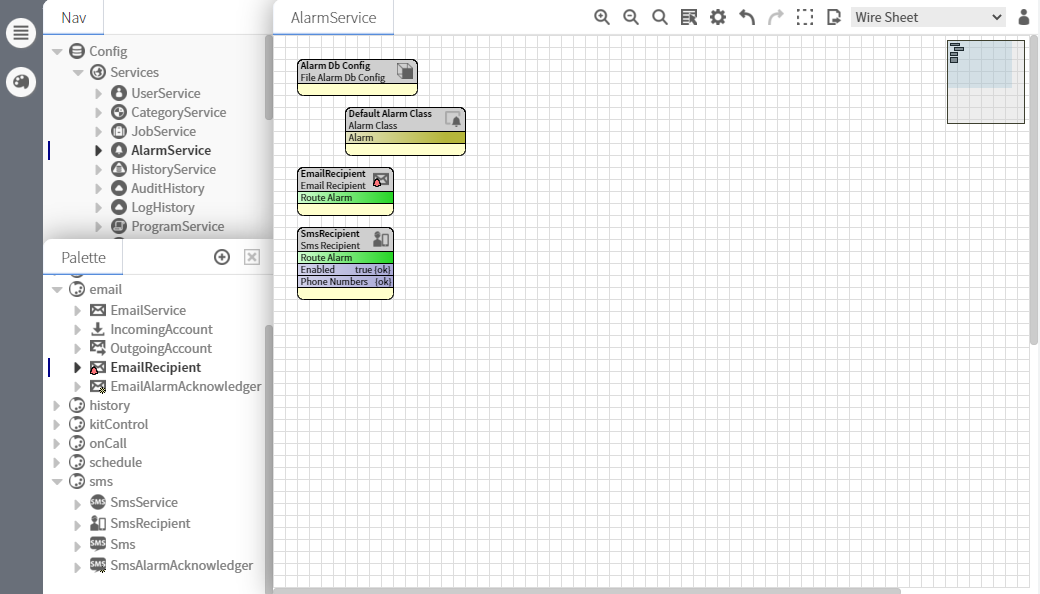 Nav
Config
Services
UserService
CategoryService
JobService
AlarmService
HistoryService
AuditHistory
LogHistory
ProgramService
Palette
email
EmailService
IncomingAccount
OutgoingAccount
EmailRecipient
EmailAlarmAcknowledger
history
kitControl
onCall
schedule
sms
SmsService
SmsRecipient
Sms
SmsAlarmAcknowledger
AlarmService
Wire Sheet
Alarm Db Config
File Alarm Db Config
Default Alarm Class
Alarm Class
Alarm
EmailRecipient
Email Recipient
Route Alarm
SmsRecipient
Sms Recipient
Route Alarm
Enabled true {ok}
Phone Numbers {ok}